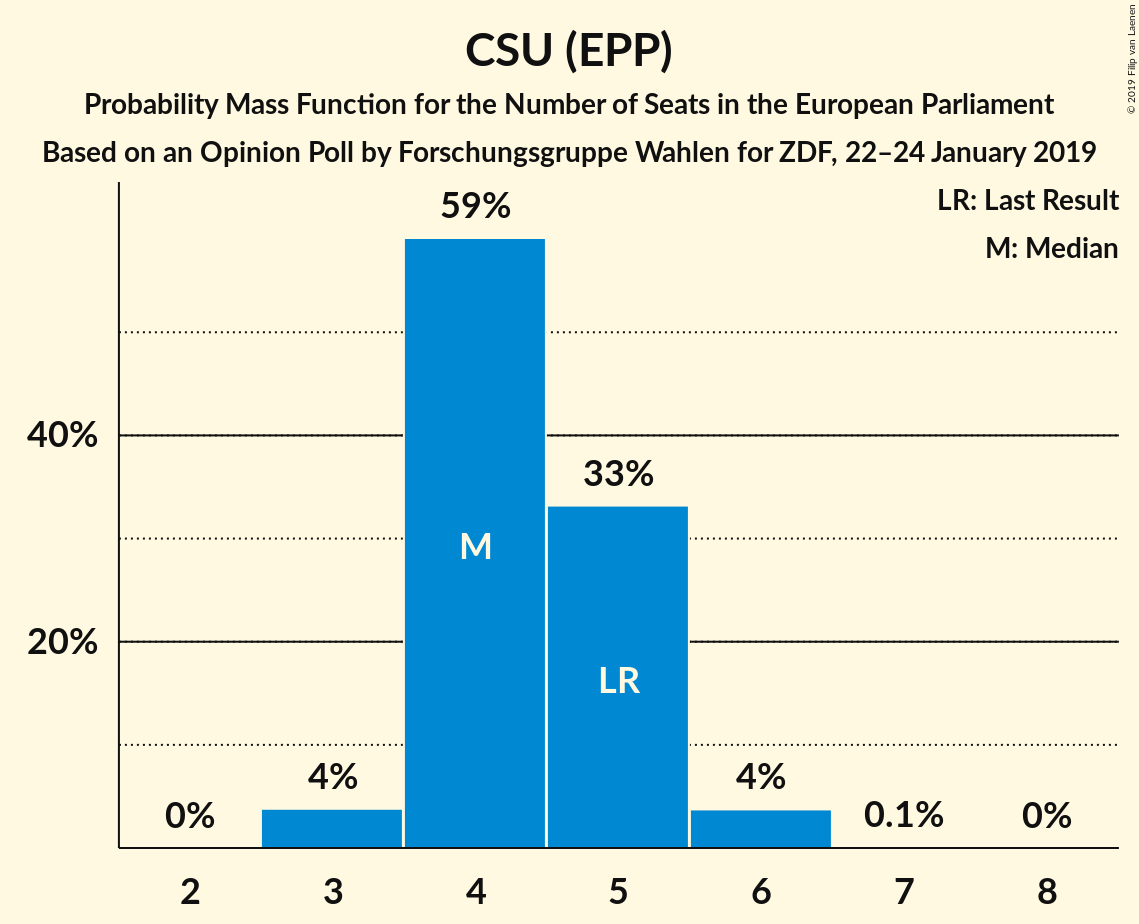 CSU (EPP)
Probability Mass Function for the Number of Seats in the European Parliament
Based on an Opinion Poll by Forschungsgruppe Wahlen for ZDF, 22–24 January 2019
© 2019 Filip van Laenen
LR: Last Result
M: Median
59%
40%
33%
M
20%
LR
4%
4%
0%
0.1%
0%
2 3 4 5 6 7 8